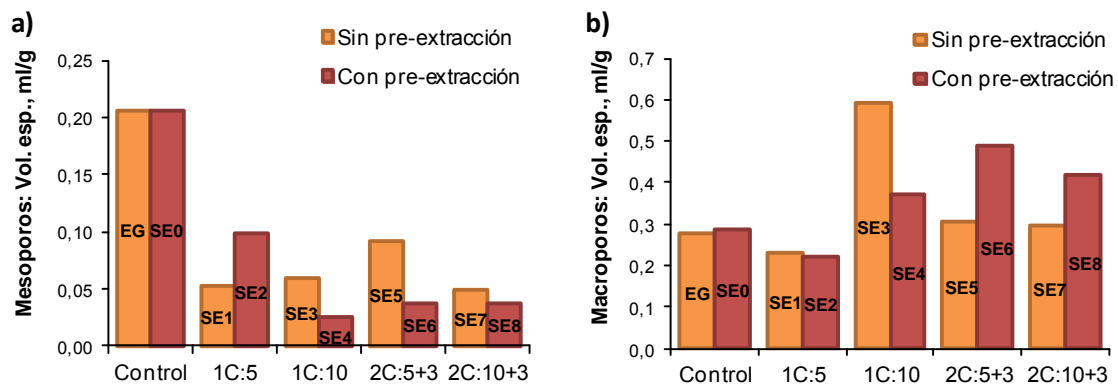 a)
Sin pre-extracción
Con pre-extracción
Mesoporos: Vol. esp., ml/g
0,25
0,20
0,15
0,10
0,05
0,00
EG SE0
SE1 SE2
SE3 SE4
SE5 SE6
SE7 SE8
Control 1C:5 1C:10 2C:5+3 2C:10+3
b)
Sin pre-extracción
Con pre-extracción
Macroporos: Vol. esp., ml/g
0,7
0,6
0,5
0,4
0,3
0,2
0,1
0,0
EG SE0
SE1 SE2
SE3 SE4
SE5 SE6
SE7 SE8
Control 1C:5 1C:10 2C:5+3 2C:10+3